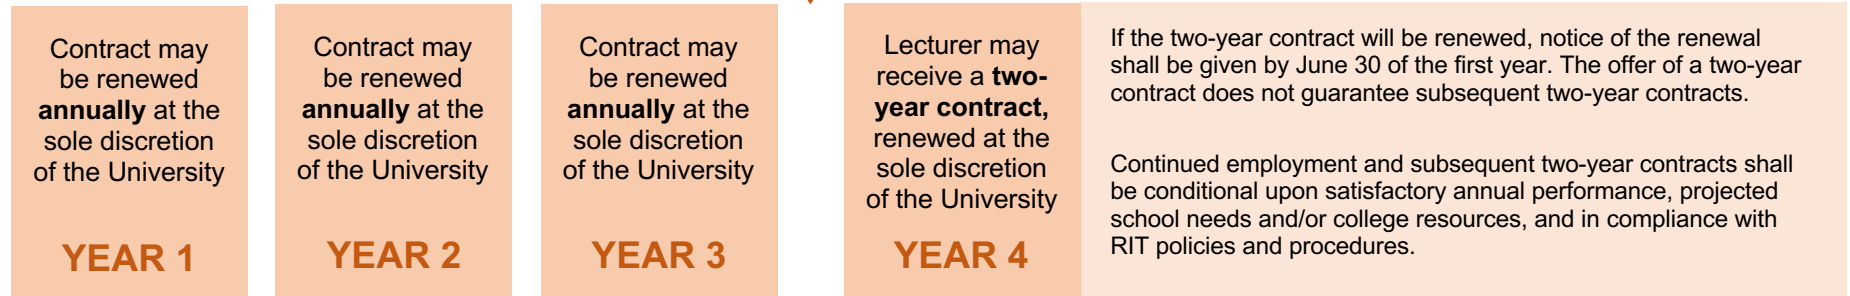 Contract may
be renewed
annually at the
sole discretion
of the University
YEAR 1
Contract may
be renewed
annually at the
sole discretion
of the University
YEAR 2
Contract may
be renewed
annually at the
sole discretion
of the University
YEAR 3
Lecturer may
receive a two-
year contract,
renewed at the
sole discretion
of the University
YEAR 4
If the two-year contract will be renewed, notice of the renewal
shall be given by June 30 of the first year. The offer of a two-year
contract does not guarantee subsequent two-year contracts.
Continued employment and subsequent two-year contracts shall
be conditional upon satisfactory annual performance, projected
school needs and/or college resources, and in compliance with
RIT policies and procedures.